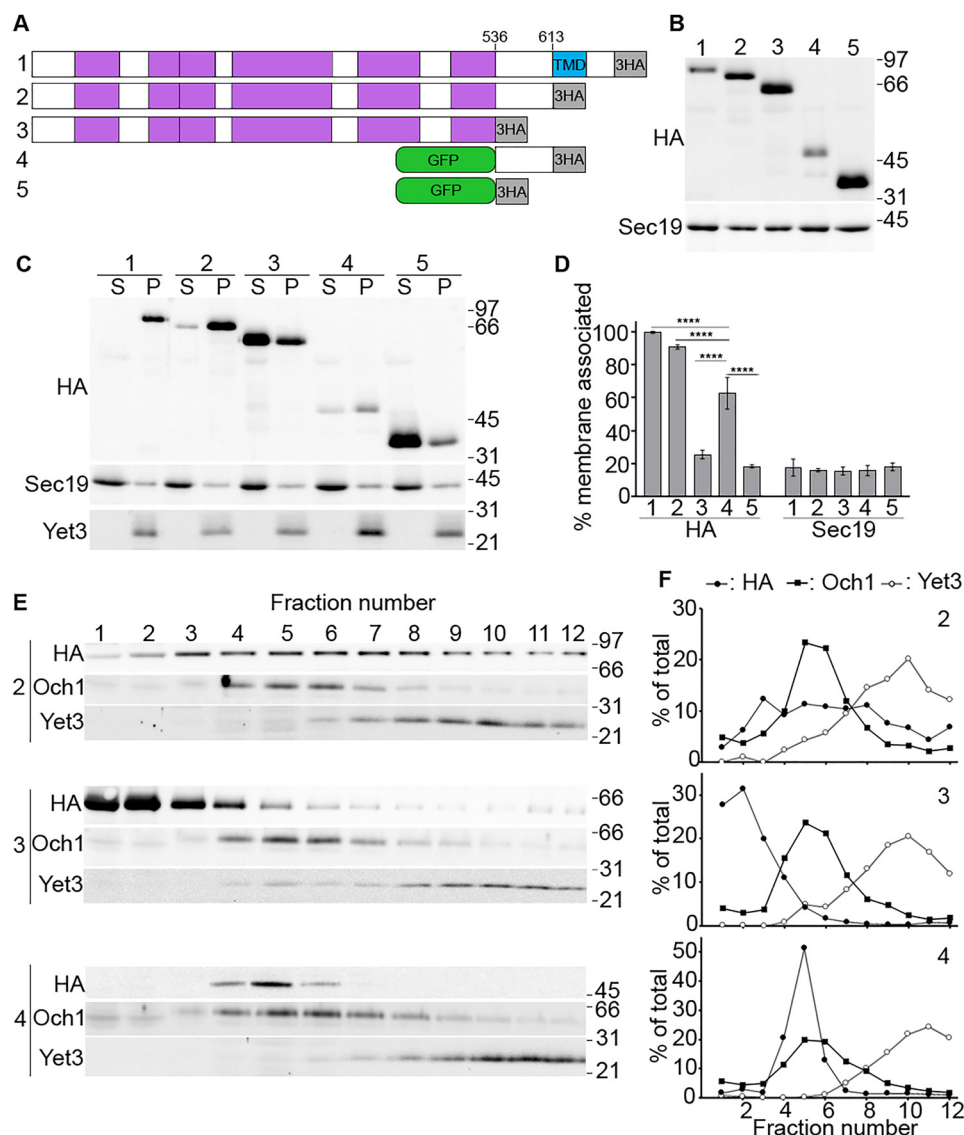 A
536 613
1 TMD 3HA
2 3HA
3 3HA
4 GFP 3HA
5 GFP 3HA
B
1 2 3 4 5
-97
-66
HA
-45
-31
Sec19
-45
C
1 2 3 4 5
S P S P S P S P S P
-97
-66
HA
-45
-31
Sec19
-45
-31
Yet3
-21
D
% membrane associated
100
80
60
40
20
0
**** **** **** ****
1 2 3 4 5 1 2 3 4 5
HA Sec19
E
Fraction number
1 2 3 4 5 6 7 8 9 10 11 12
2
HA
-97
-66
Och1
-31
Yet3
-21
3
HA
-66
Och1
-66
-31
Yet3
-21
4
HA
-45
Och1
-66
-31
Yet3
-21
F
: HA : Och1 : Yet3
% of total
30
20
10
0
2
% of total
30
20
10
0
3
% of total
50
40
30
20
10
0
4
2 4 6 8 10 12
Fraction number